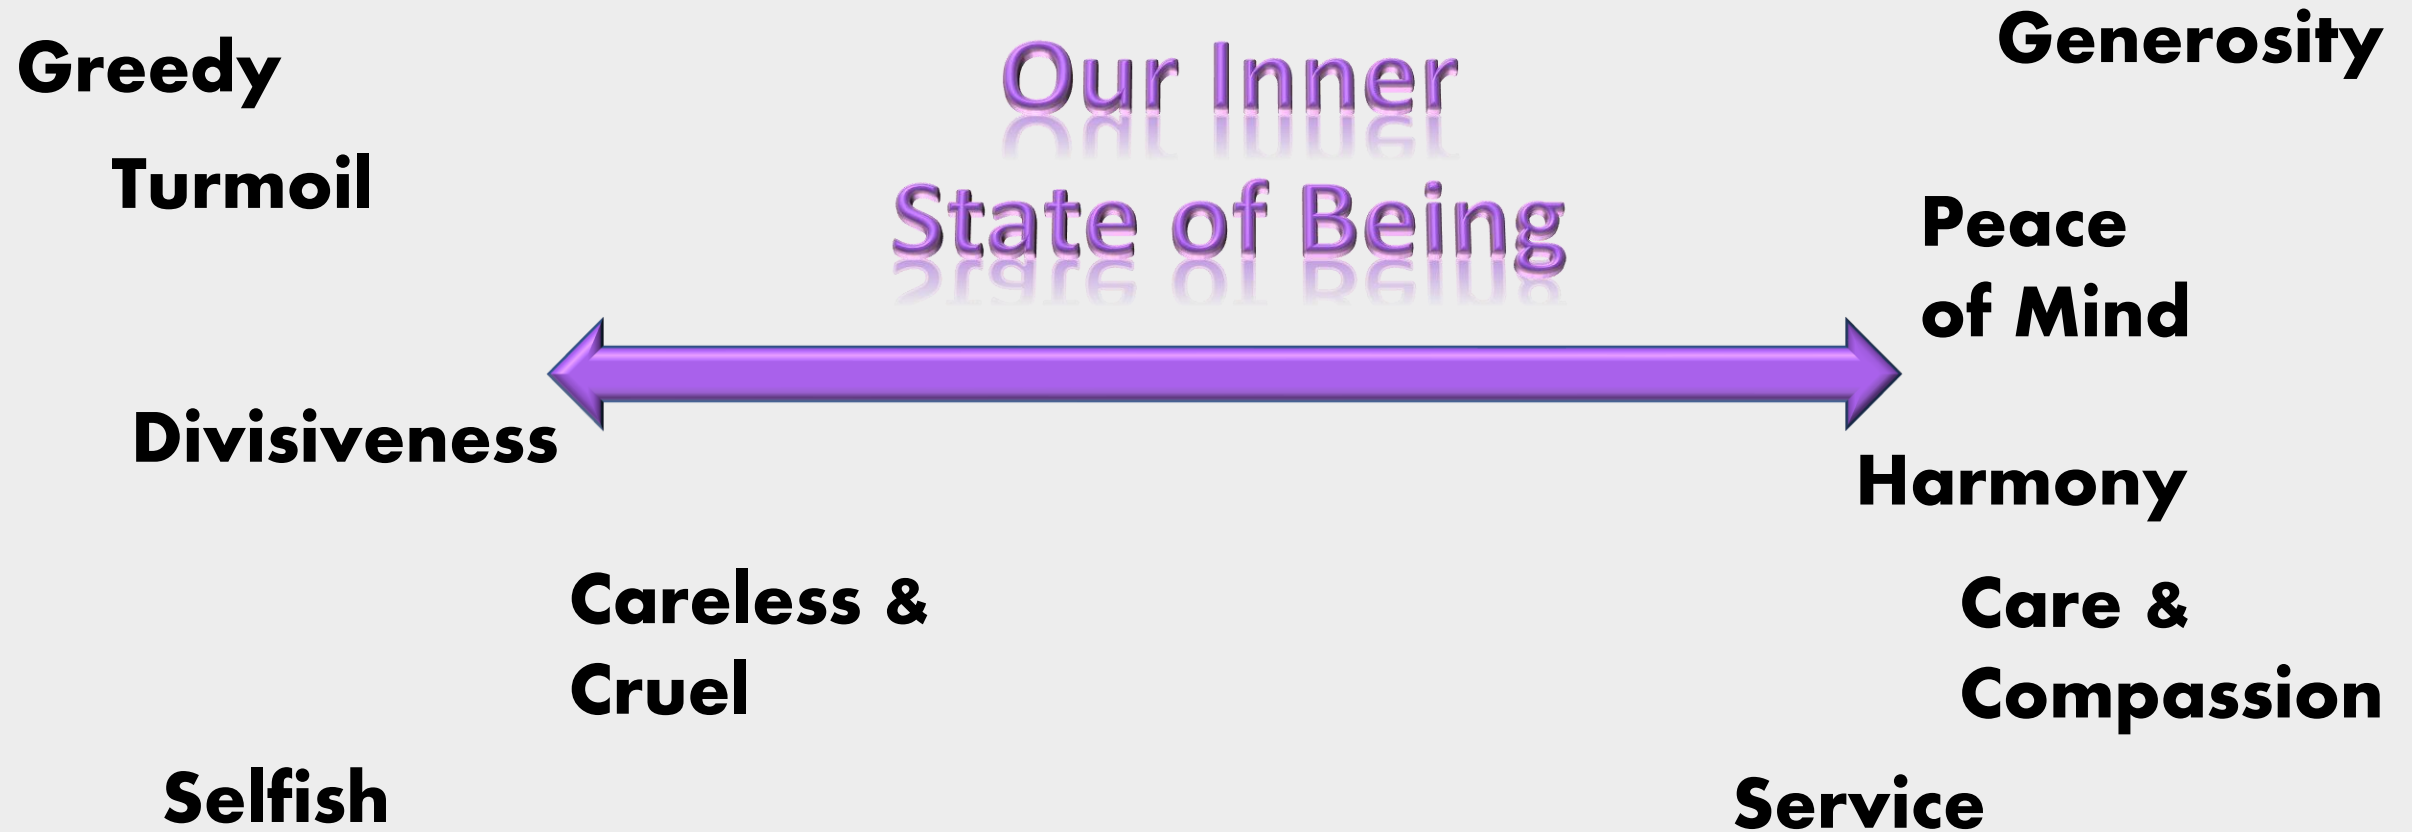 Greedy
Turmoil
Divisiveness
Careless &
Cruel
Selfish
Our Inner
State of Being
Generosity
Peace
of Mind
Harmony
Care &
Compassion
Service